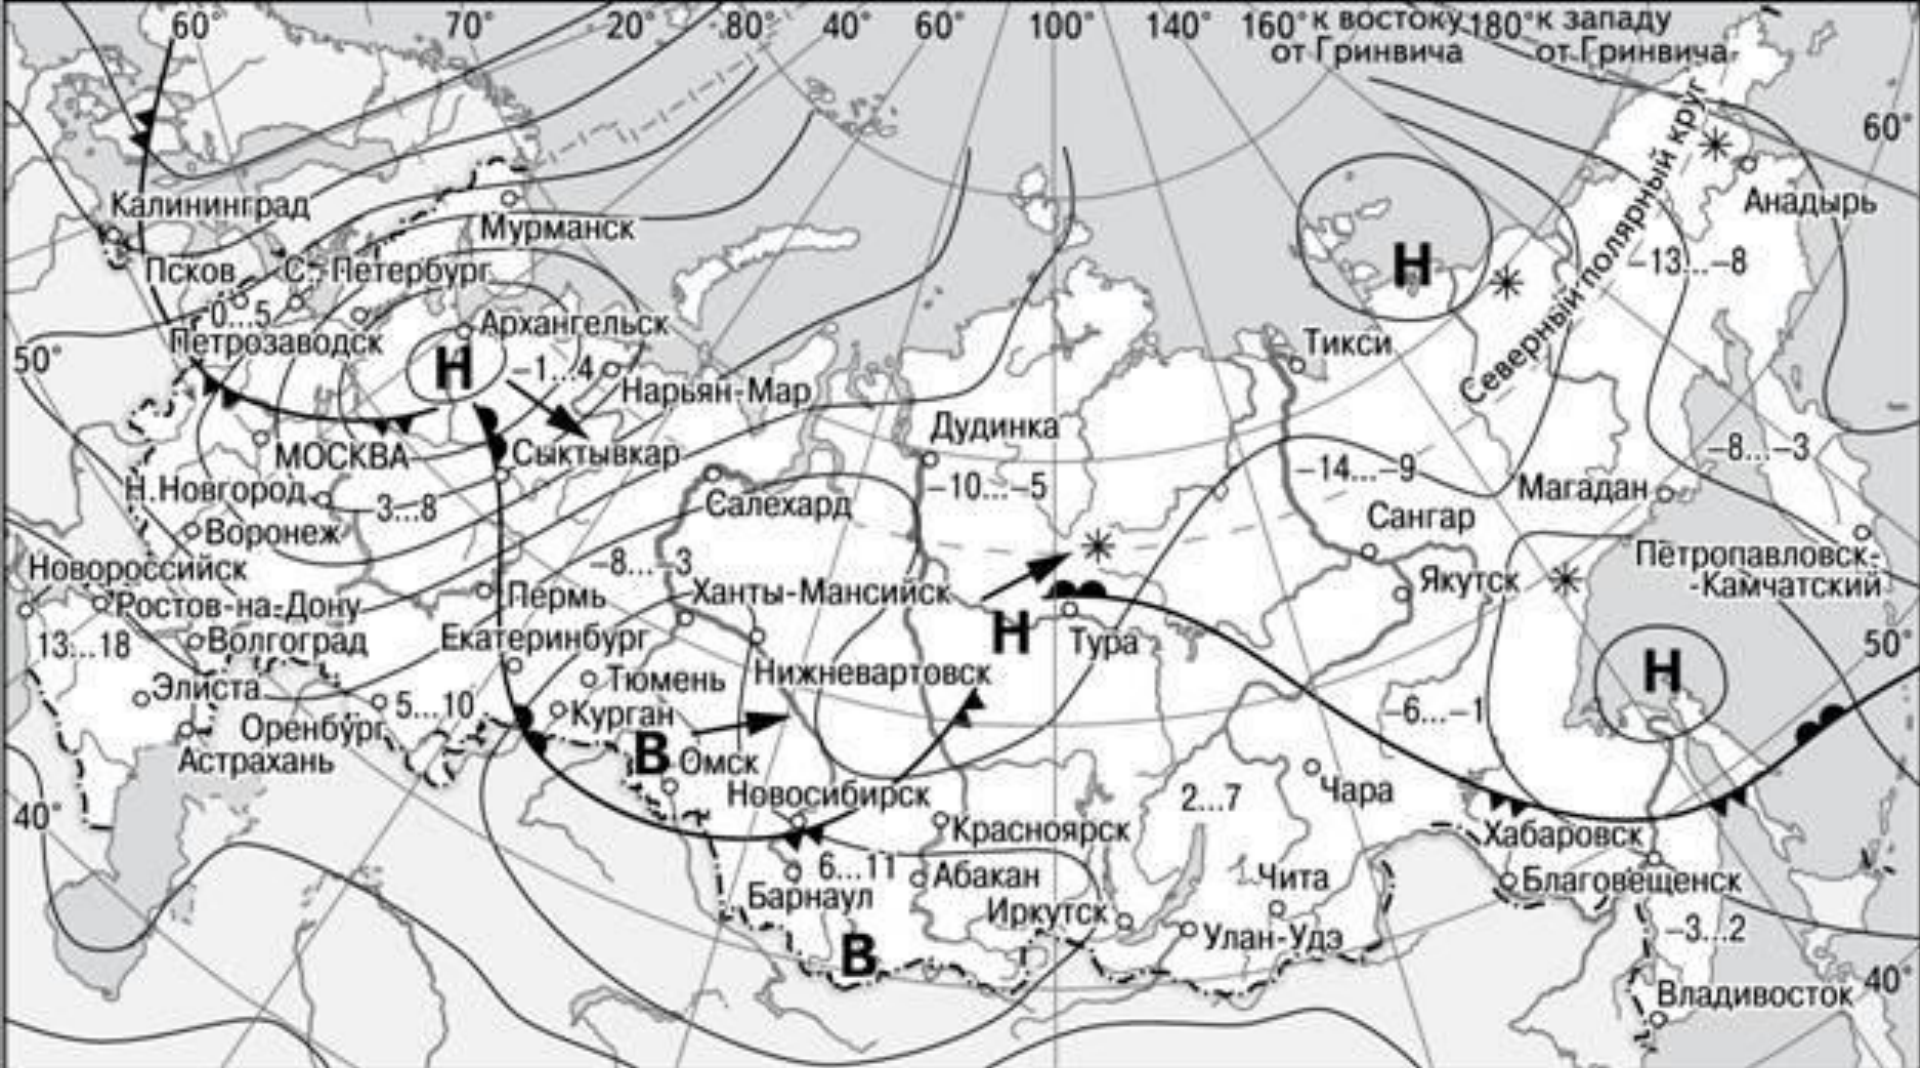 60°
70°
20°
80°
40°
60°
100°
140°
160°
к востоку
от Гринвича
180°
к западу
от Гринвича
60°
Северный полярный круг
Калининград
Мурманск
Анадырь
Псков
С.-Петербург
Н
−13...−8
0...5
Петрозаводск
Архангельск
Тикси
50°
Н
−1...4
Нарьян-Мар
Дудинка
МОСКВА
Сыктывкар
−8...−3
−14...−9
Н.Новгород
3...8
Салехард
−10...−5
Магадан
Воронеж
Сангар
Новороссийск
−8...−3
Петропавловск-
-Камчатский
Ростов-на-Дону
Пермь
Ханты-Мансийск
Якутск
13...18
Волгоград
Екатеринбург
Н
Тура
50°
Элиста
5...10
Тюмень
Нижневартовск
Н
Оренбург
Курган
−6...−1
Астрахань
В
Омск
Новосибирск
2...7
Чара
40°
Красноярск
Хабаровск
6...11
Барнаул
Абакан
Чита
Благовещенск
Иркутск
Улан-Удэ
−3...2
В
40°
Владивосток